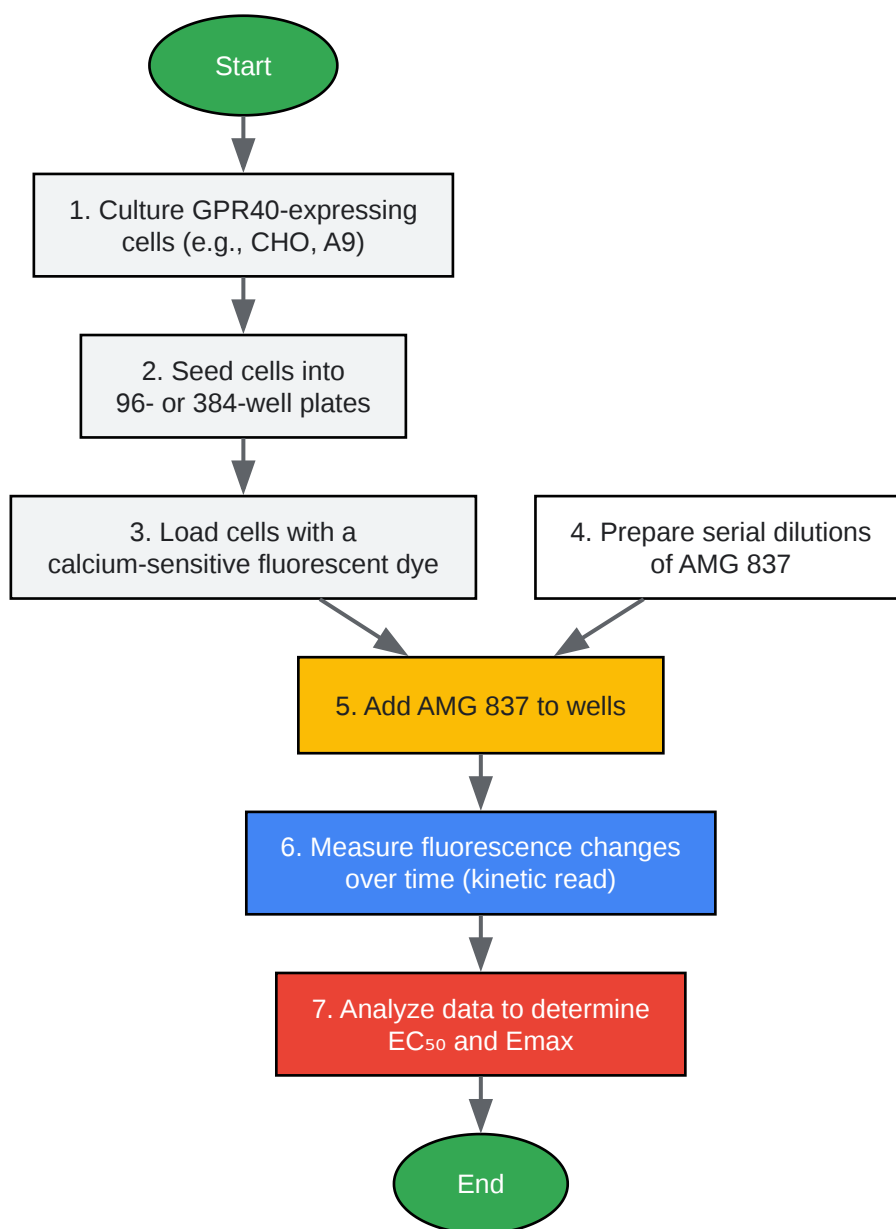 Start
1. Culture GPR40-expressing
cells (e.g., CHO, A9)
2. Seed cells into
96- or 384-well plates
3. Load cells with a
calcium-sensitive fluorescent dye
4. Prepare serial dilutions
of AMG 837
5. Add AMG 837 to wells
6. Measure fluorescence changes
over time (kinetic read)
7. Analyze data to determine
EC₅₀ and Emax
End